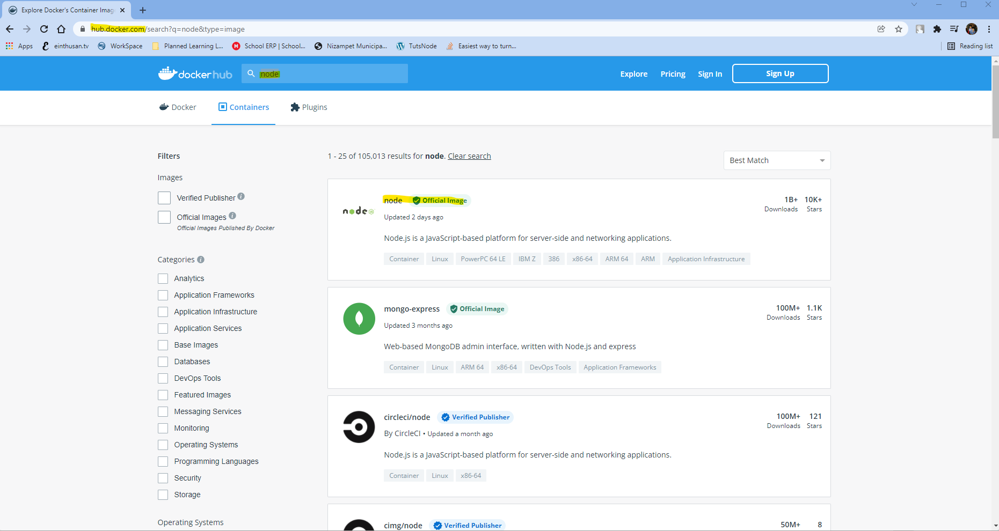 Explore Docker's Container Imag
hub.docker.com/search?q=node&type=image
Apps einthusan.tv WorkSpace Planned Learning L... School ERP | School... Nizampet Municipa... TutsNode Easiest way to turn... Reading list
docker hub node Explore Pricing Sign In Sign Up
Docker Containers Plugins
Filters
Images
Verified Publisher
Official Images
Official Images Published By Docker
Categories
Analytics
Application Frameworks
Application Infrastructure
Application Services
Base Images
Databases
DevOps Tools
Featured Images
Messaging Services
Monitoring
Operating Systems
Programming Languages
Security
Storage
Operating Systems
1 - 25 of 105,013 results for node. Clear search
Best Match
node
node Official Image
1B+ 10K+
Downloads Stars
Updated 2 days ago
Node.js is a JavaScript-based platform for server-side and networking applications.
Container Linux PowerPC 64 LE IBM Z 386 x86-64 ARM 64 ARM Application Infrastructure
mongo-express Official Image
100M+ 1.1K
Downloads Stars
Updated 3 months ago
Web-based MongoDB admin interface, written with Node.js and express
Container Linux ARM 64 x86-64 DevOps Tools Application Frameworks
circleci/node Verified Publisher
100M+ 121
Downloads Stars
By CircleCI • Updated a month ago
Node.js is a JavaScript-based platform for server-side and networking applications.
Container Linux x86-64
cimg/node Verified Publisher
50M+ 8